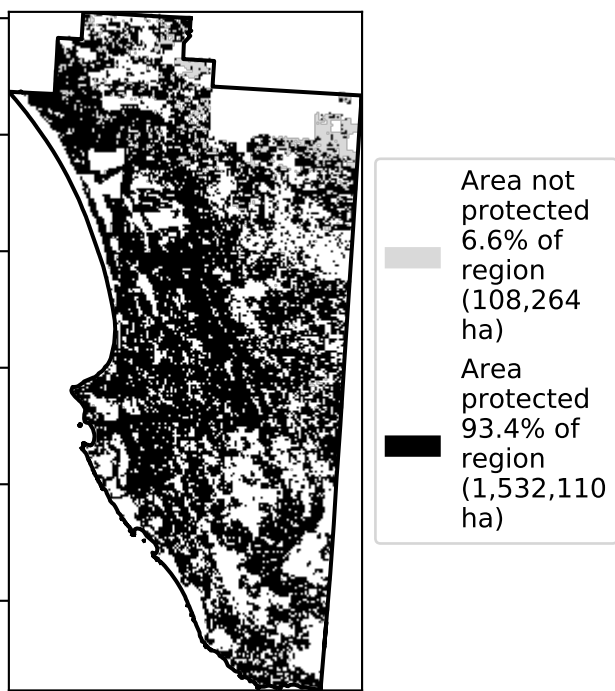 Area not
protected
6.6% of
region
(108,264
ha)
Area
protected
93.4% of
region
(1,532,110
ha)